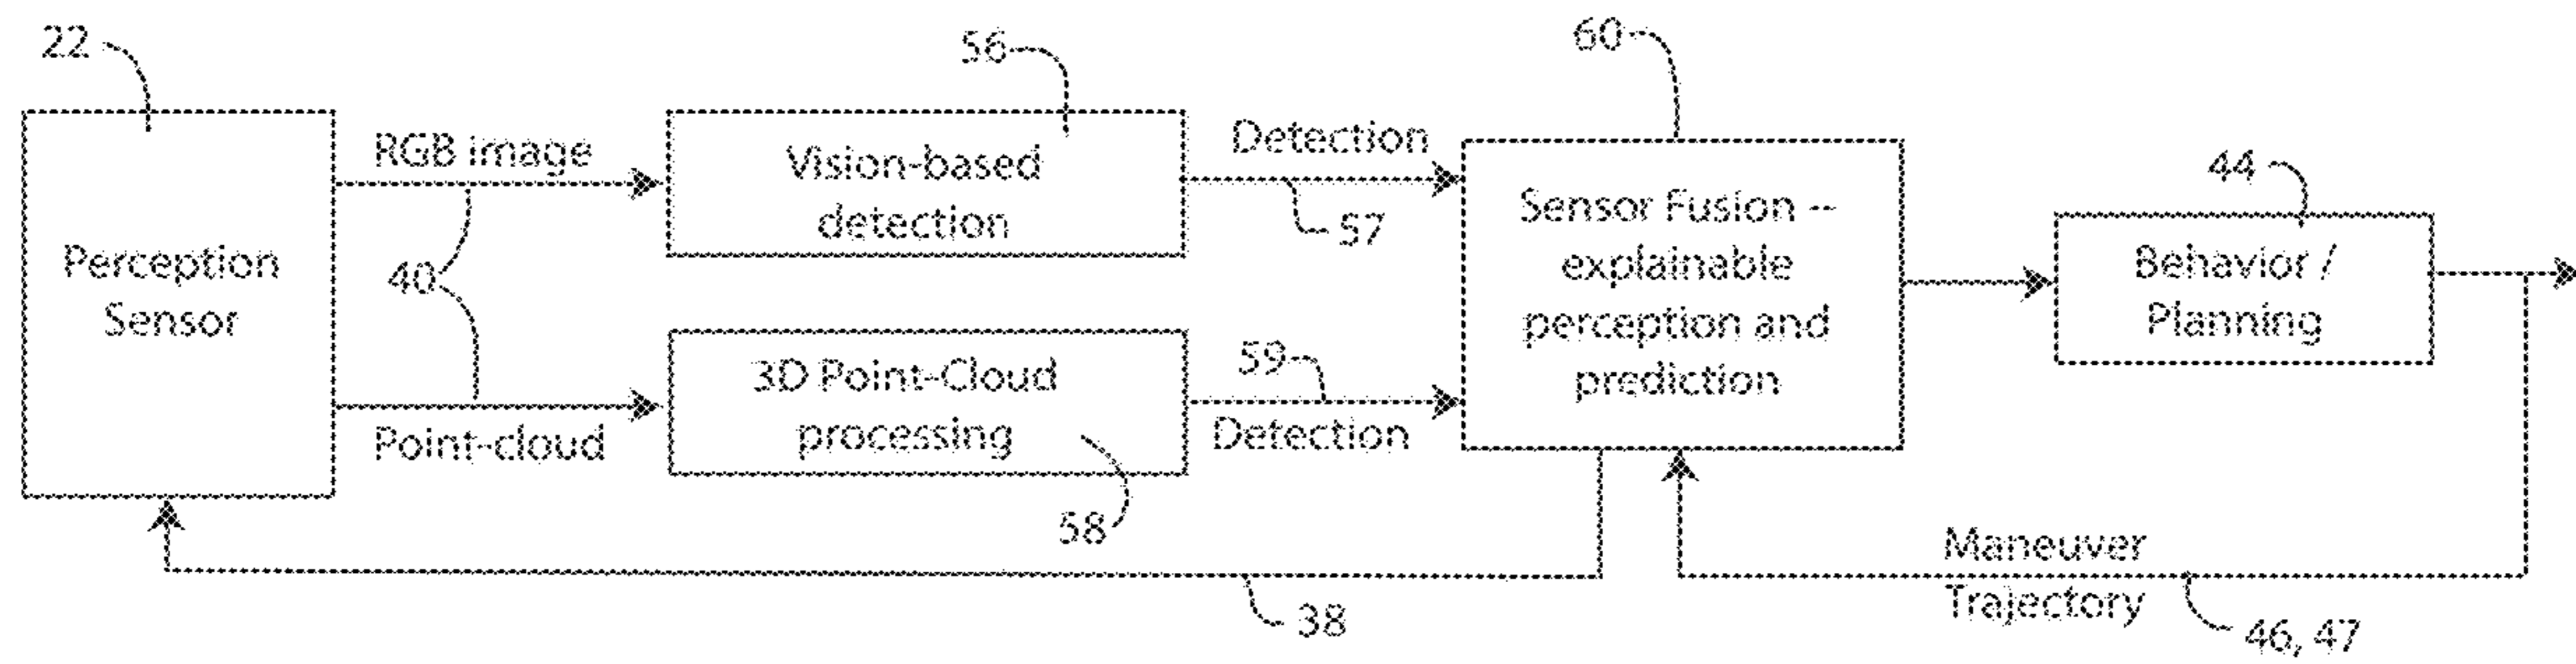 22
56
60
44
Perception
Sensor
RGB image
40
Point-cloud
Vision-based
detection
3D Point-Cloud
processing
58
Detection
57
59
Detection
Sensor Fusion --
explainable
perception and
prediction
Behavior /
Planning
38
Maneuver
Trajectory
46, 47